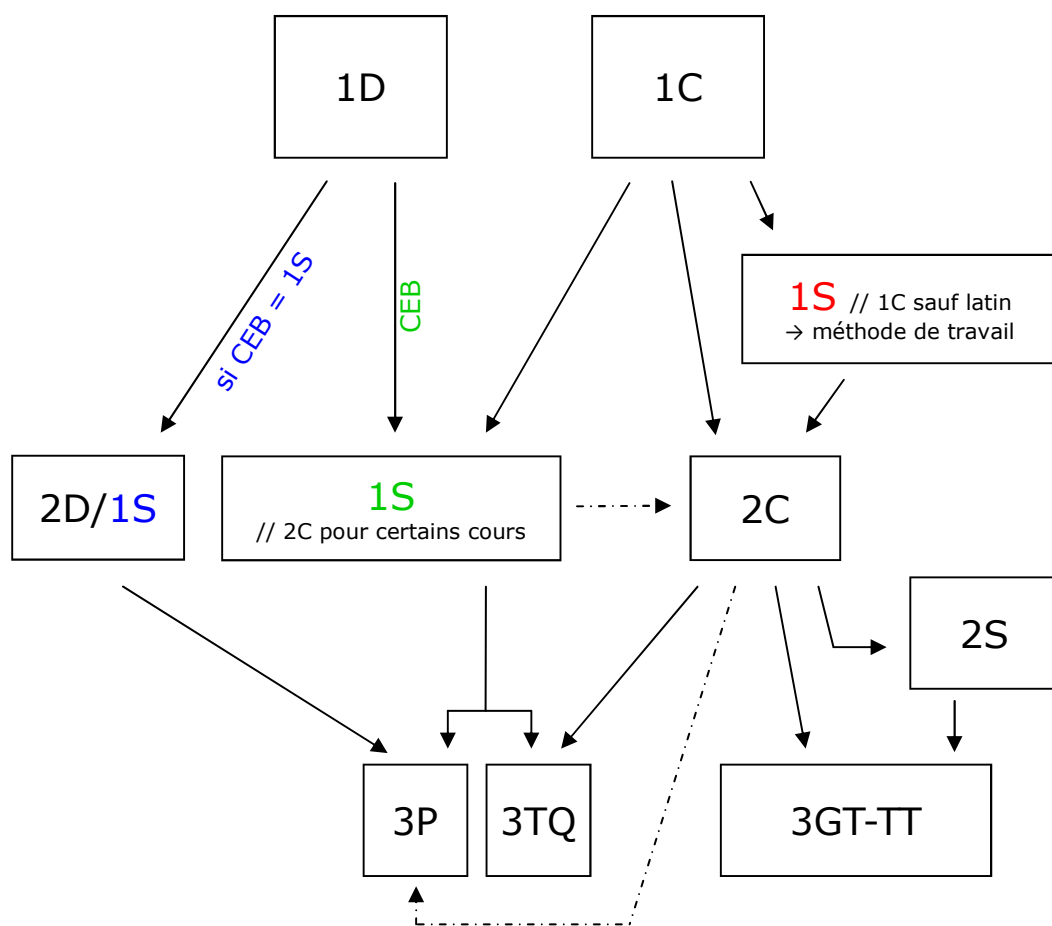 1D
1C
si CEB = 1S
CEB
1S // 1C sauf latin
→ méthode de travail
2D/1S
1S
// 2C pour certains cours
2C
2S
3P
3TQ
3GT-TT